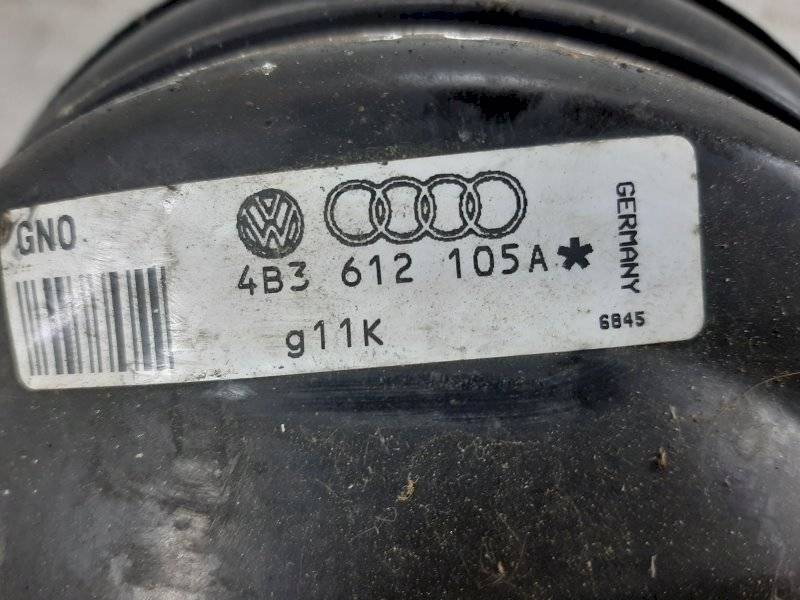 GNO
4B3 612 105A*
g11K
GERMANY
6845